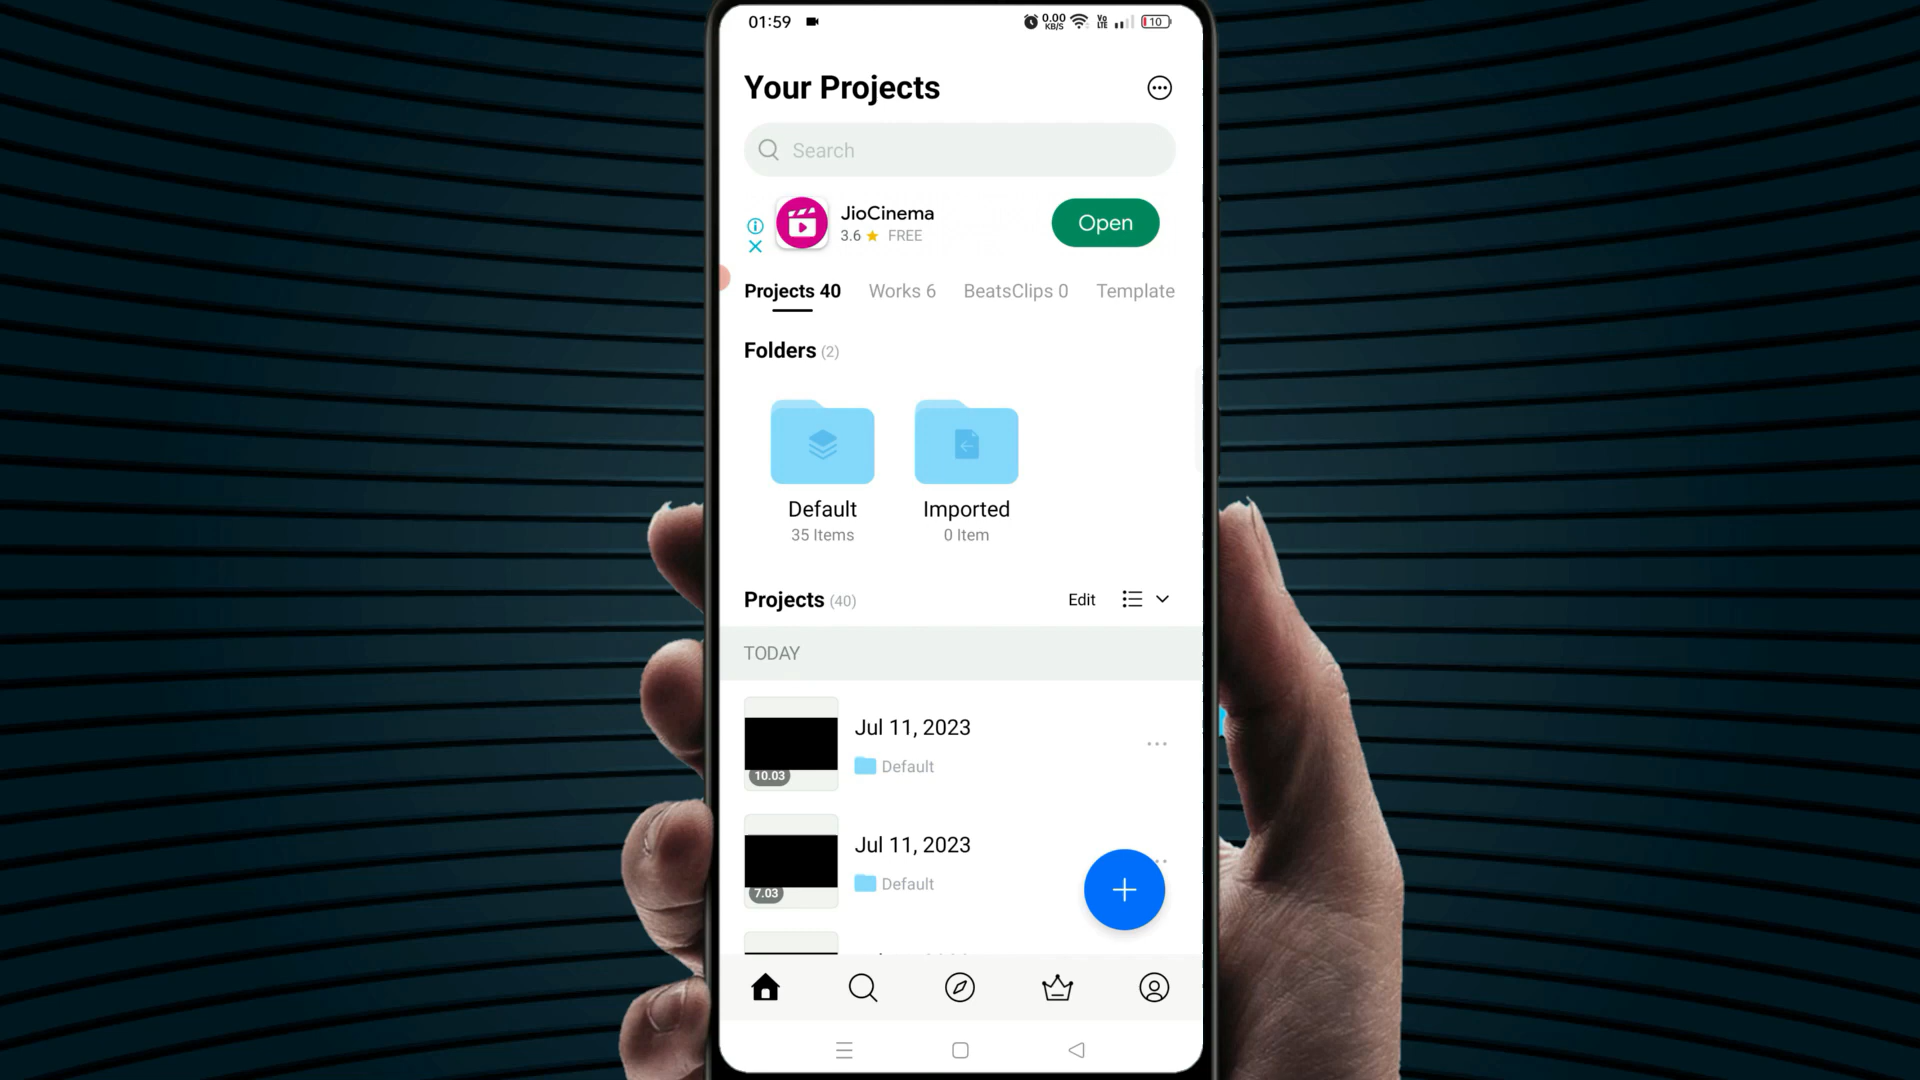 01:59
0.00 KB/S Vo LTE 10
Your Projects
Search
JioCinema
3.6 ★ FREE
Open
Projects 40 Works 6 BeatsClips 0 Template
Folders (2)
Default
35 Items
Imported
0 Item
Projects (40)
Edit
TODAY
Jul 11, 2023
Default
10.03
Jul 11, 2023
Default
7.03